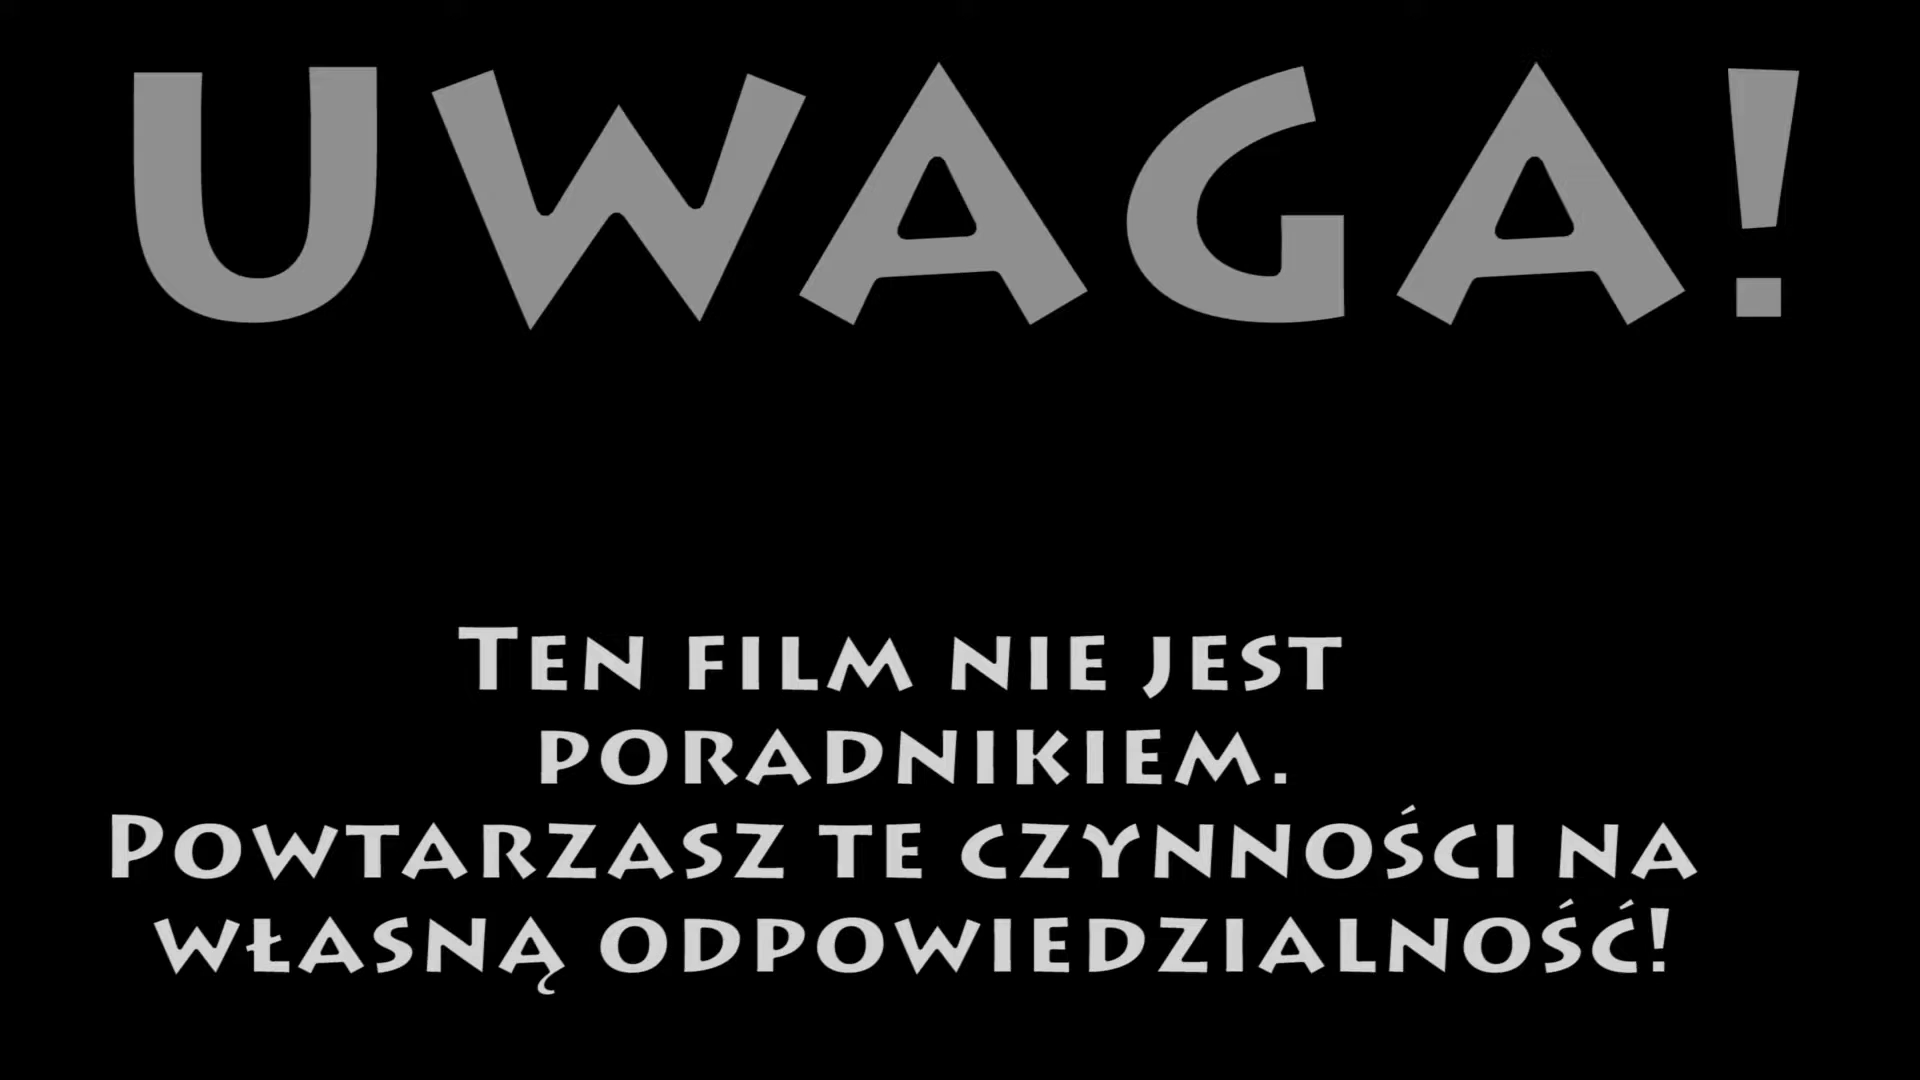 UWAGA!
Ten film nie jest
poradnikiem.
Powtarzasz te czynności na
własną odpowiedzialność!